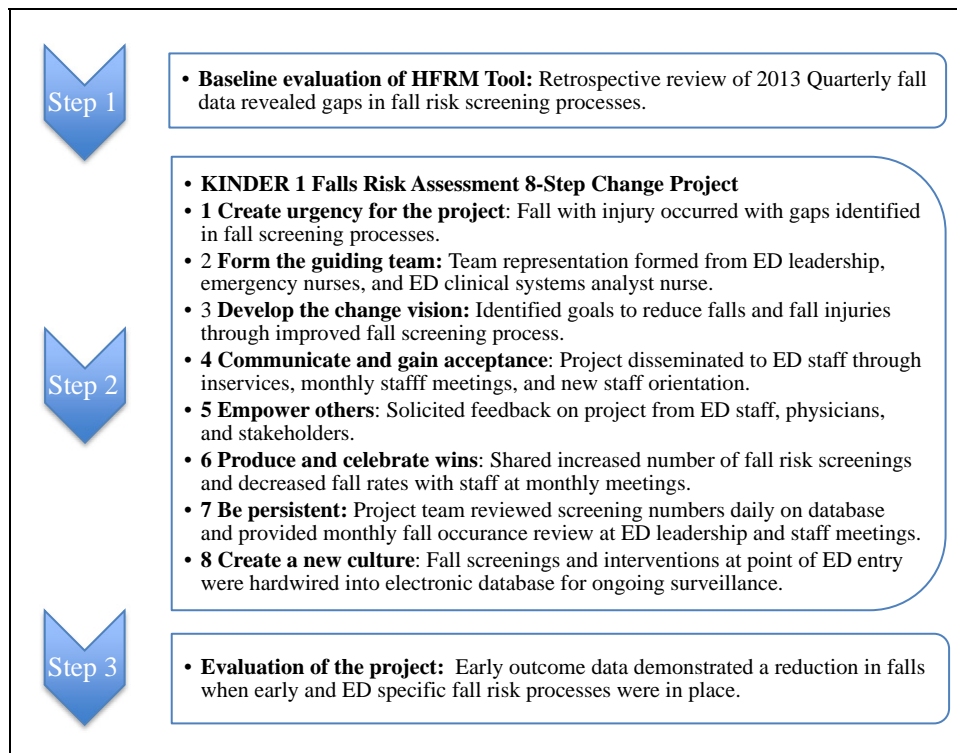 Step 1
• Baseline evaluation of HFRM Tool: Retrospective review of 2013 Quarterly fall
data revealed gaps in fall risk screening processes.
Step 2
• KINDER 1 Falls Risk Assessment 8-Step Change Project
• 1 Create urgency for the project: Fall with injury occurred with gaps identified
in fall screening processes.
• 2 Form the guiding team: Team representation formed from ED leadership,
emergency nurses, and ED clinical systems analyst nurse.
• 3 Develop the change vision: Identified goals to reduce falls and fall injuries
through improved fall screening process.
• 4 Communicate and gain acceptance: Project disseminated to ED staff through
inservices, monthly stafff meetings, and new staff orientation.
• 5 Empower others: Solicited feedback on project from ED staff, physicians,
and stakeholders.
• 6 Produce and celebrate wins: Shared increased number of fall risk screenings
and decreased fall rates with staff at monthly meetings.
• 7 Be persistent: Project team reviewed screening numbers daily on database
and provided monthly fall occurance review at ED leadership and staff meetings.
• 8 Create a new culture: Fall screenings and interventions at point of ED entry
were hardwired into electronic database for ongoing surveillance.
Step 3
• Evaluation of the project: Early outcome data demonstrated a reduction in falls
when early and ED specific fall risk processes were in place.